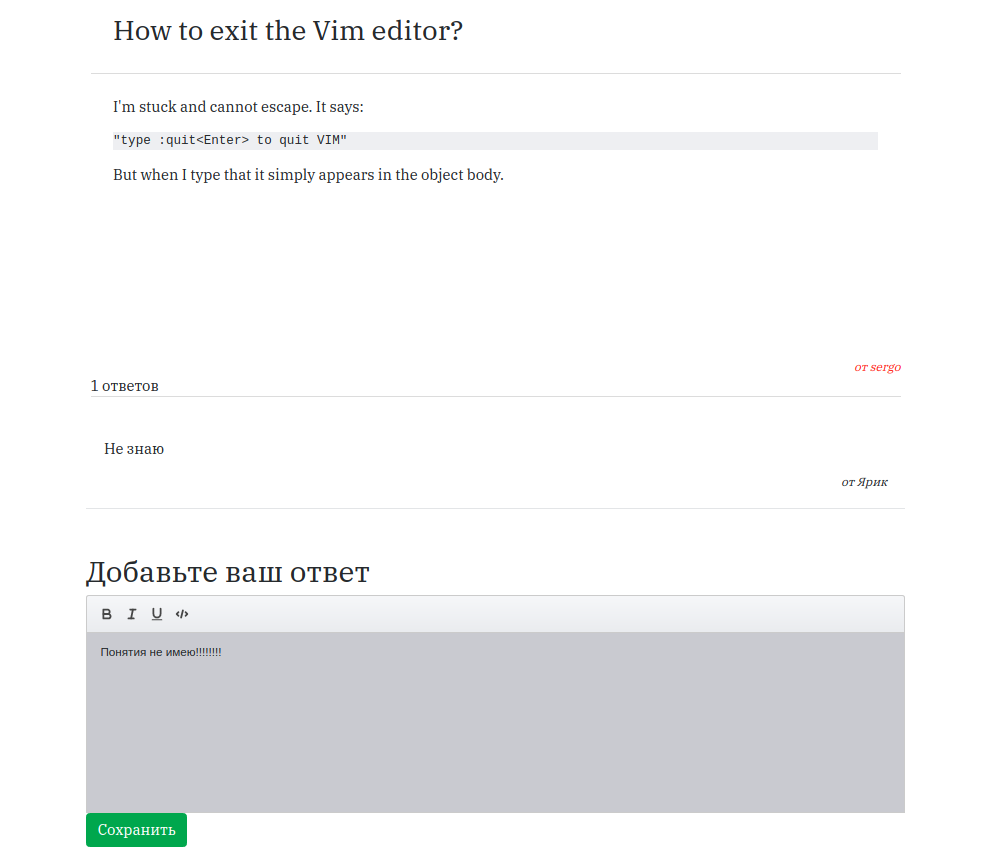 How to exit the Vim editor?
I'm stuck and cannot escape. It says:
"type :quit<Enter> to quit VIM"
But when I type that it simply appears in the object body.
от sergo
1 ответов
Не знаю
от Ярик
Добавьте ваш ответ
B I U </>
Понятия не имею!!!!!!!!
Сохранить